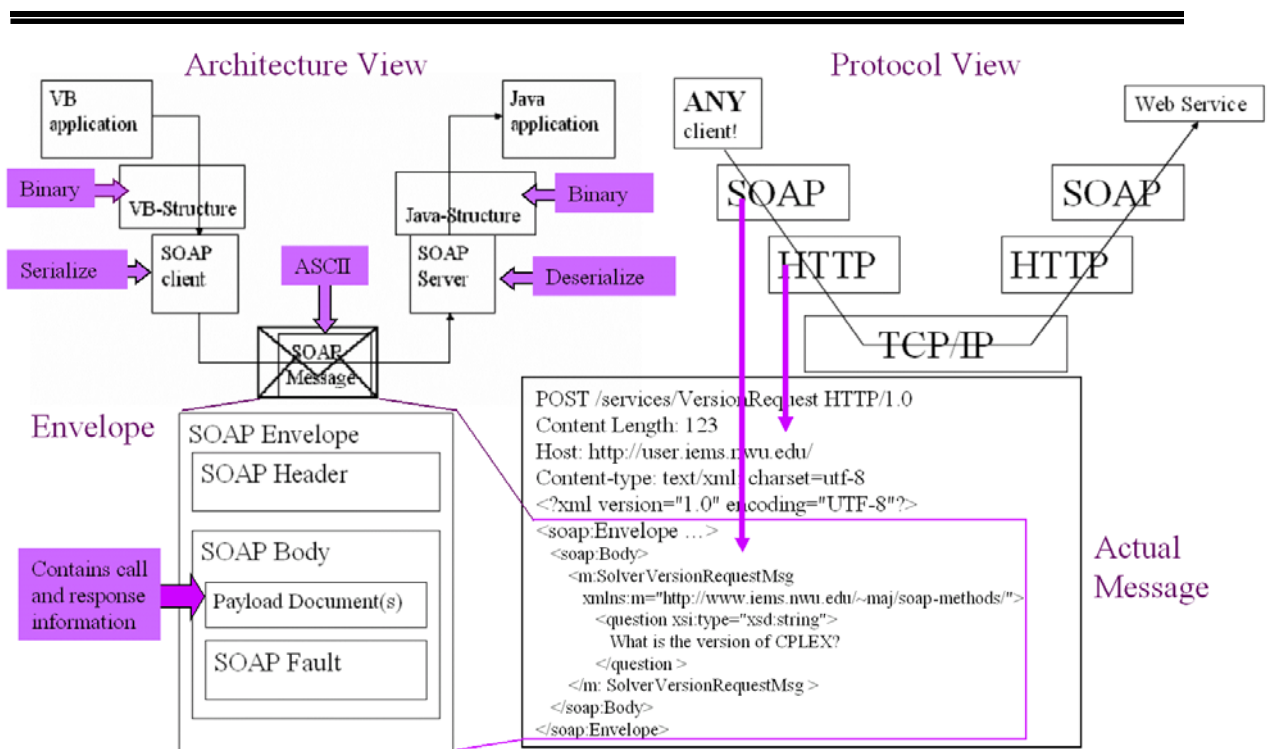 Architecture View
VB
application
Java
application
Binary
VB-Structure
Java-Structure
Binary
Serialize
SOAP
client
ASCII
SOAP
Server
Deserialize
SOAP
Message
Protocol View
ANY
client!
Web Service
SOAP
SOAP
HTTP
HTTP
TCP/IP
Envelope
SOAP Envelope
SOAP Header
SOAP Body
Payload Document(s)
SOAP Fault
Contains call
and response
information
POST /services/VersionRequest HTTP/1.0
Content Length: 123
Host: http://user.iems.nwu.edu/
Content-type: text/xml; charset=utf-8
<?xml version="1.0" encoding="UTF-8"?>
<soap:Envelope …>
<soap:Body>
<m:SolverVersionRequestMsg
xmlns:m="http://www.iems.nwu.edu/~maj/soap-methods/">
<question xsi:type="xsd:string">
What is the version of CPLEX?
</question >
</m: SolverVersionRequestMsg >
</soap:Body>
</soap:Envelope>
Actual
Message